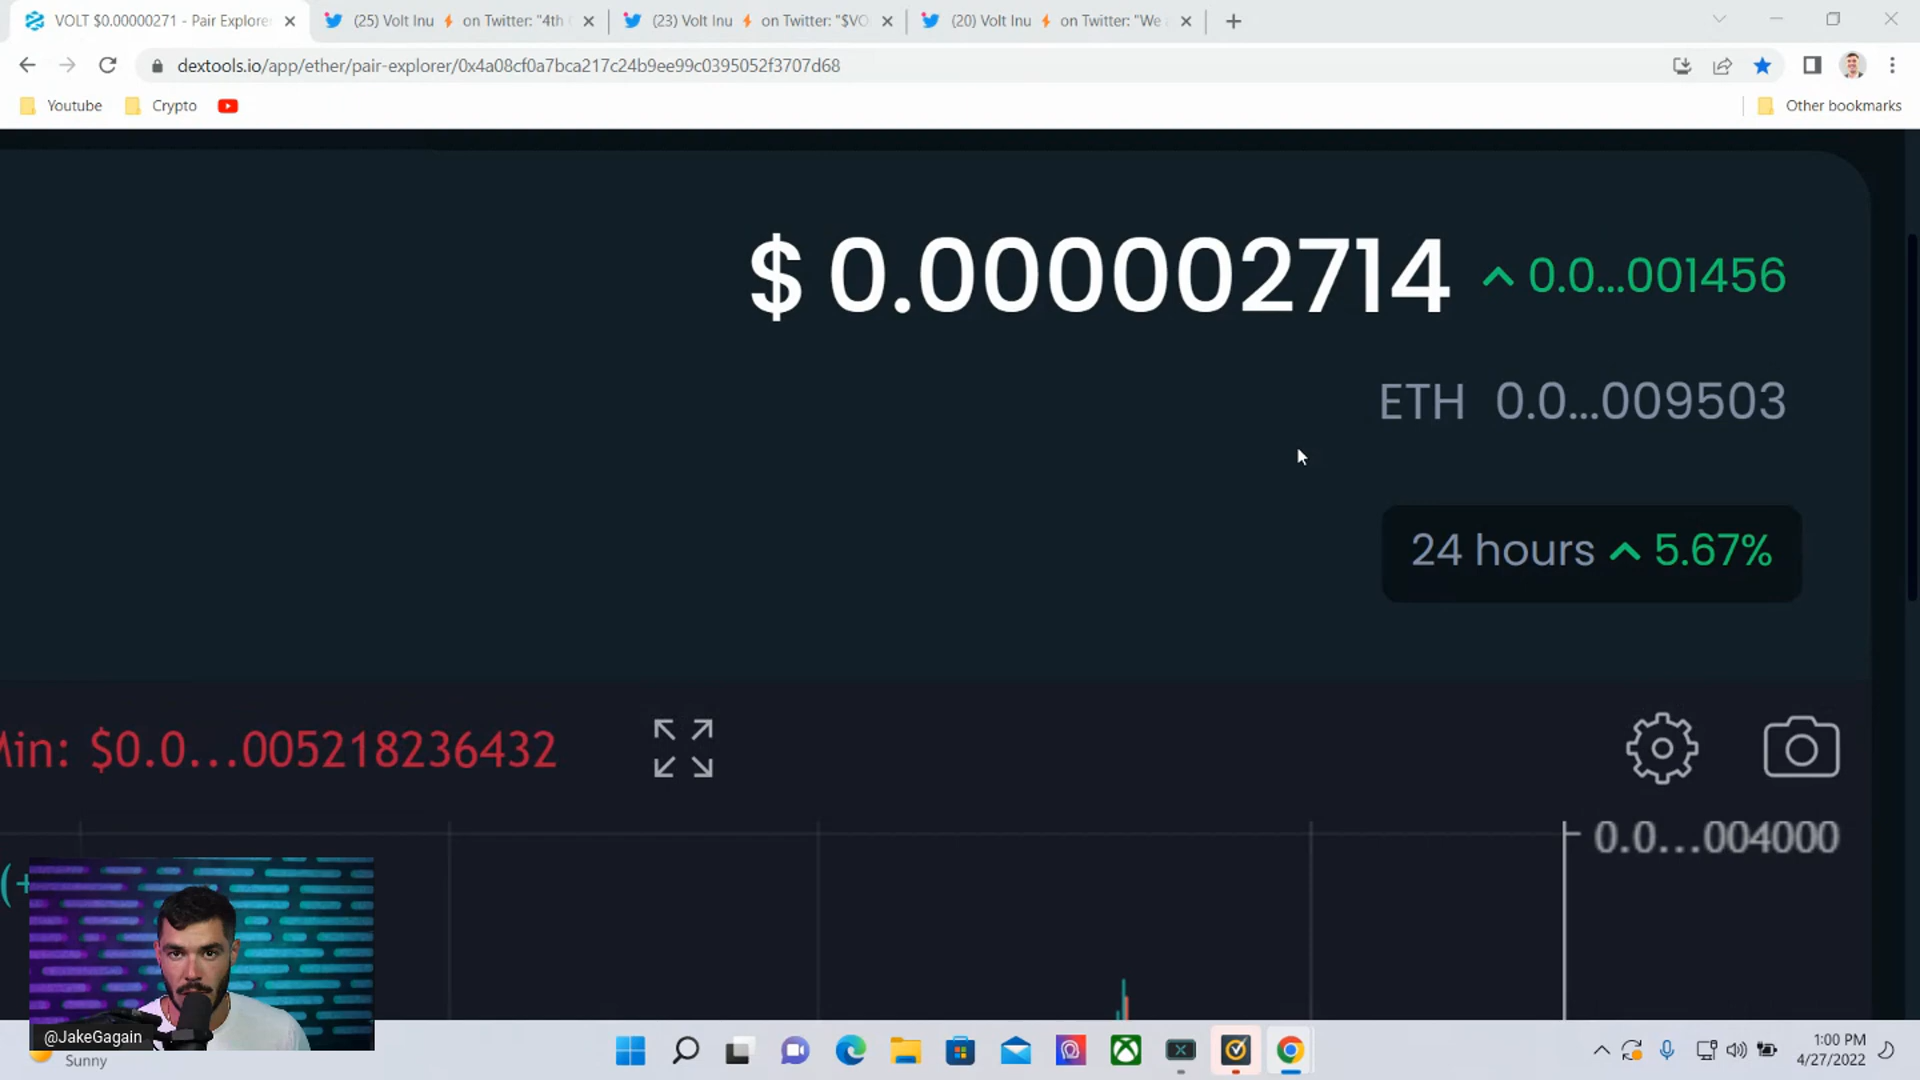 VOLT $0.00000271 - Pair Explorer
(25) Volt Inu ⚡ on Twitter: "4th
(23) Volt Inu ⚡ on Twitter: "$VO
(20) Volt Inu ⚡ on Twitter: "We
dextools.io/app/ether/pair-explorer/0x4a08cf0a7bca217c24b9ee99c0395052f3707d68
Youtube
Crypto
Other bookmarks
$ 0.000002714
0.0...001456
ETH 0.0...009503
24 hours 5.67%
Min: $0.0...005218236432
0.0...004000
(+
@JakeGagain
Sunny
1:00 PM
4/27/2022